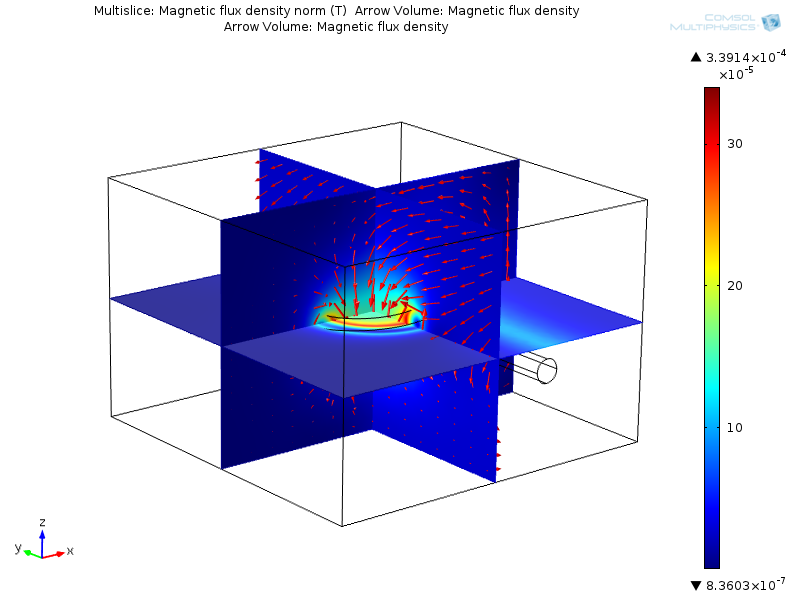 Multislice: Magnetic flux density norm (T) Arrow Volume: Magnetic flux density
Arrow Volume: Magnetic flux density
COMSOL
MULTIPHYSICS
▲ 3.3914×10⁻⁴
×10⁻⁵
30
20
10
▼ 8.3603×10⁻⁷
z
y
x